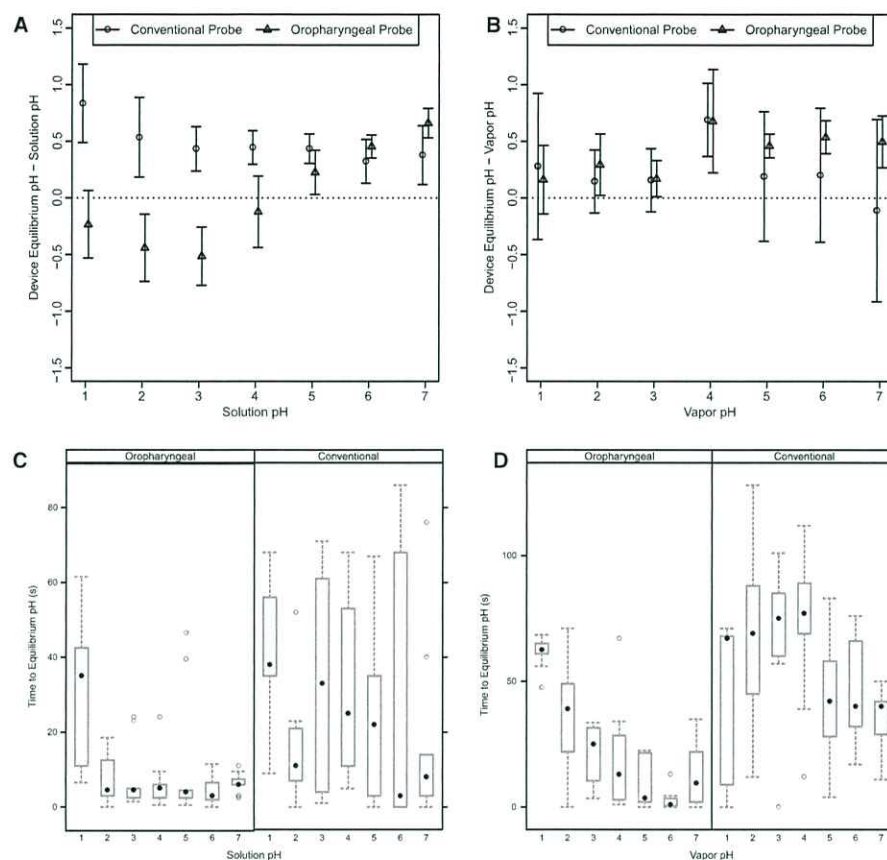 A
Conventional Probe Oropharyngeal Probe
Device Equilibrium pH − Solution pH
1.5
1.0
0.5
0.0
−0.5
−1.0
−1.5
1 2 3 4 5 6 7
Solution pH
B
Conventional Probe Oropharyngeal Probe
Device Equilibrium pH − Vapor pH
1.5
1.0
0.5
0.0
−0.5
−1.0
−1.5
1 2 3 4 5 6 7
Vapor pH
C
Oropharyngeal Conventional
Time to Equilibrium pH (s)
80
60
40
20
0
1 2 3 4 5 6 7 1 2 3 4 5 6 7
Solution pH
D
Oropharyngeal Conventional
Time to Equilibrium pH (s)
100
50
0
1 2 3 4 5 6 7 1 2 3 4 5 6 7
Vapor pH